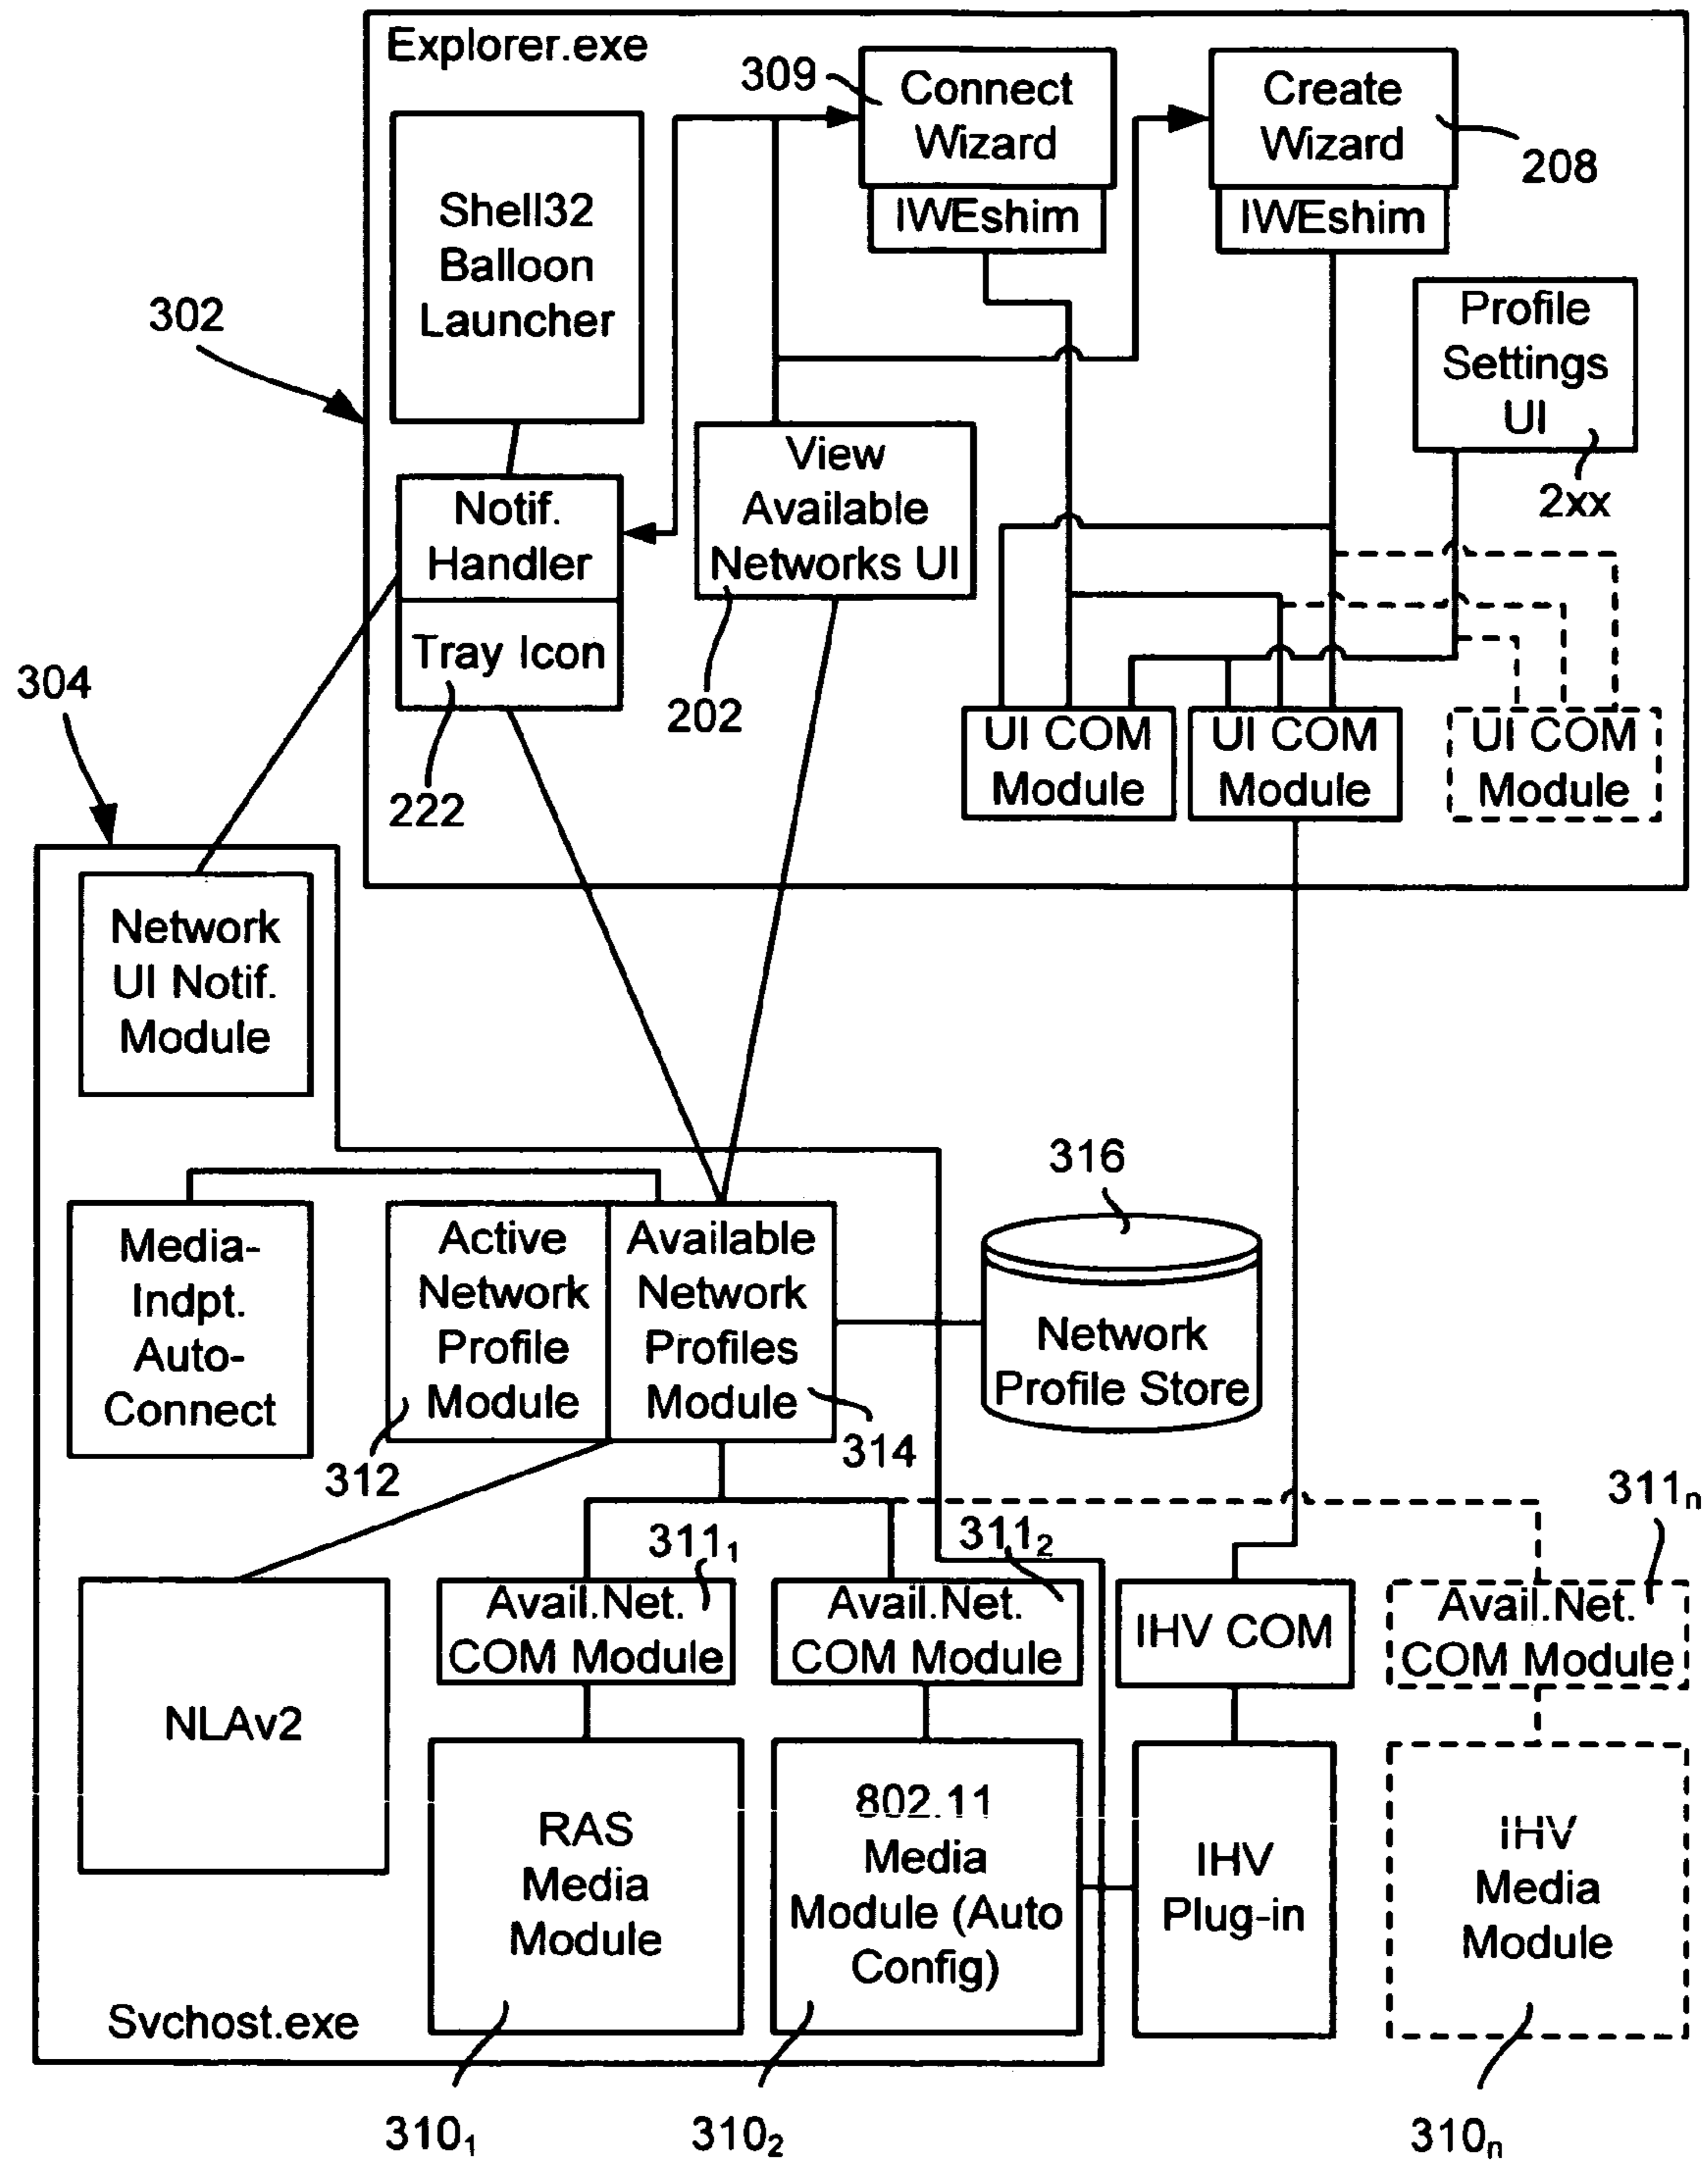 Explorer.exe
309
Connect
Wizard
IWEshim
Create
Wizard
IWEshim
208
Shell32
Balloon
Launcher
302
Profile
Settings
UI
2xx
View
Available
Networks UI
202
Notif.
Handler
Tray Icon
222
304
UI COM
Module
UI COM
Module
UI COM
Module
Network
UI Notif.
Module
316
Media-
Indpt.
Auto-
Connect
Active
Network
Profile
Module
Available
Network
Profiles
Module
Network
Profile Store
312
314
311n
311₁
311₂
Avail.Net.
COM Module
Avail.Net.
COM Module
IHV COM
Avail.Net.
COM Module
NLAv2
RAS
Media
Module
802.11
Media
Module (Auto
Config)
IHV
Plug-in
IHV
Media
Module
Svchost.exe
310₁
310₂
310n